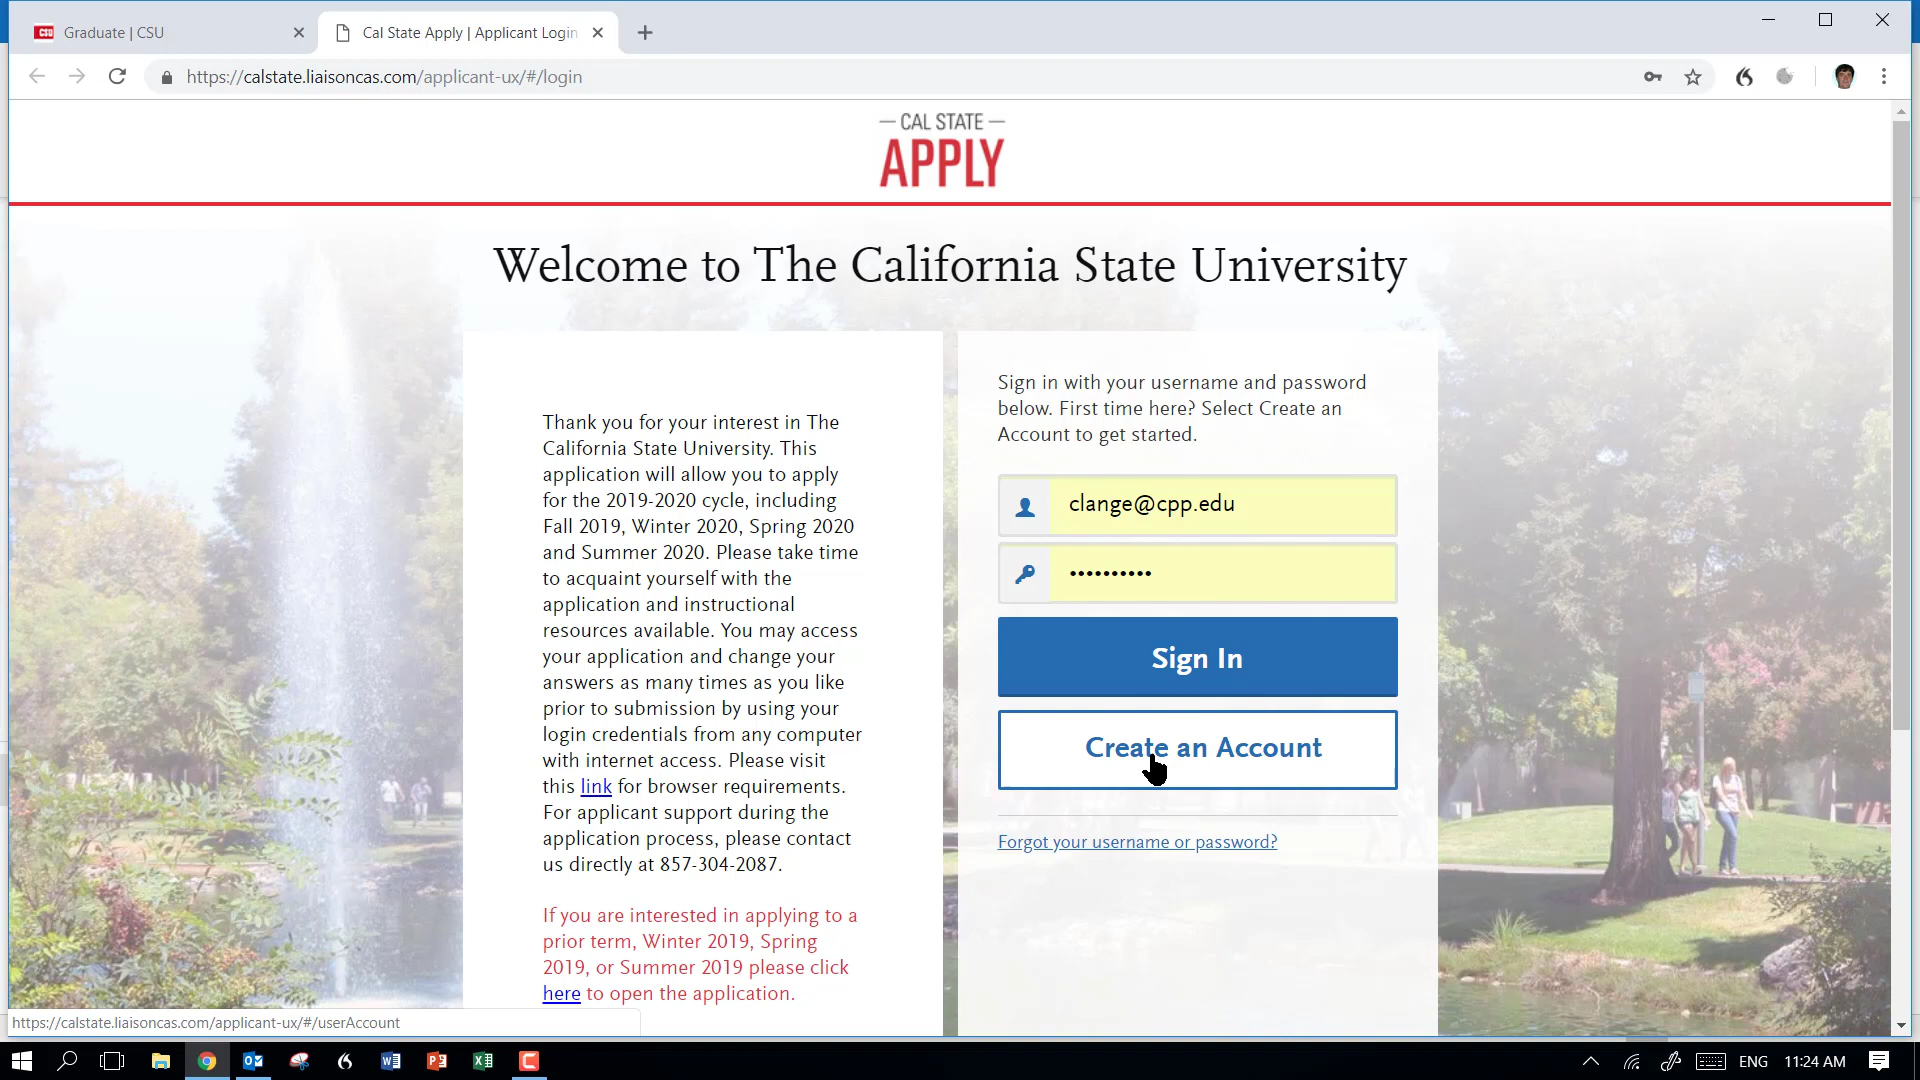 Graduate | CSU
Cal State Apply | Applicant Login
https://calstate.liaisoncas.com/applicant-ux/#/login
CAL STATE
APPLY
Welcome to The California State University
Thank you for your interest in The
California State University. This
application will allow you to apply
for the 2019-2020 cycle, including
Fall 2019, Winter 2020, Spring 2020
and Summer 2020. Please take time
to acquaint yourself with the
application and instructional
resources available. You may access
your application and change your
answers as many times as you like
prior to submission by using your
login credentials from any computer
with internet access. Please visit
this link for browser requirements.
For applicant support during the
application process, please contact
us directly at 857-304-2087.
If you are interested in applying to a
prior term, Winter 2019, Spring
2019, or Summer 2019 please click
here to open the application.
Sign in with your username and password
below. First time here? Select Create an
Account to get started.
clange@cpp.edu
••••••••••
Sign In
Create an Account
Forgot your username or password?
https://calstate.liaisoncas.com/applicant-ux/#/userAccount
ENG
11:24 AM